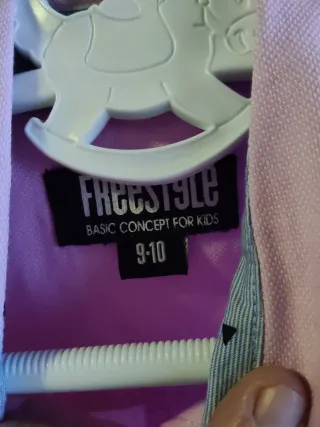 FReeSTyLe
BASIC CONCEPT FOR KIDS
9-10